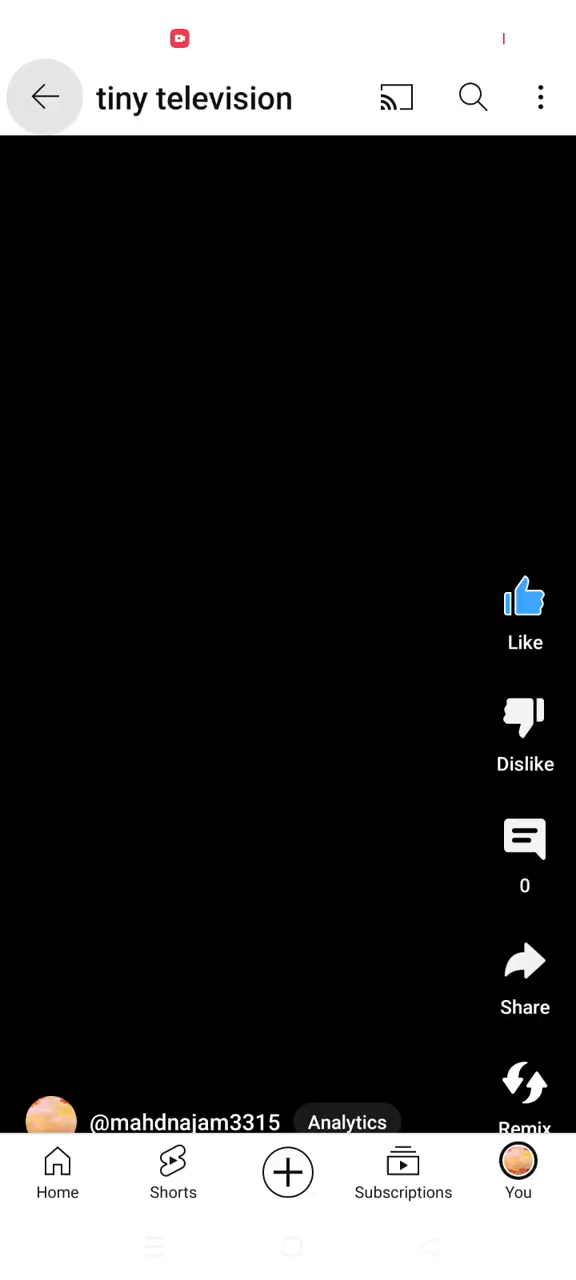 tiny television
Like
Dislike
0
Share
Remix
@mahdnajam3315 Analytics
Home Shorts Subscriptions You